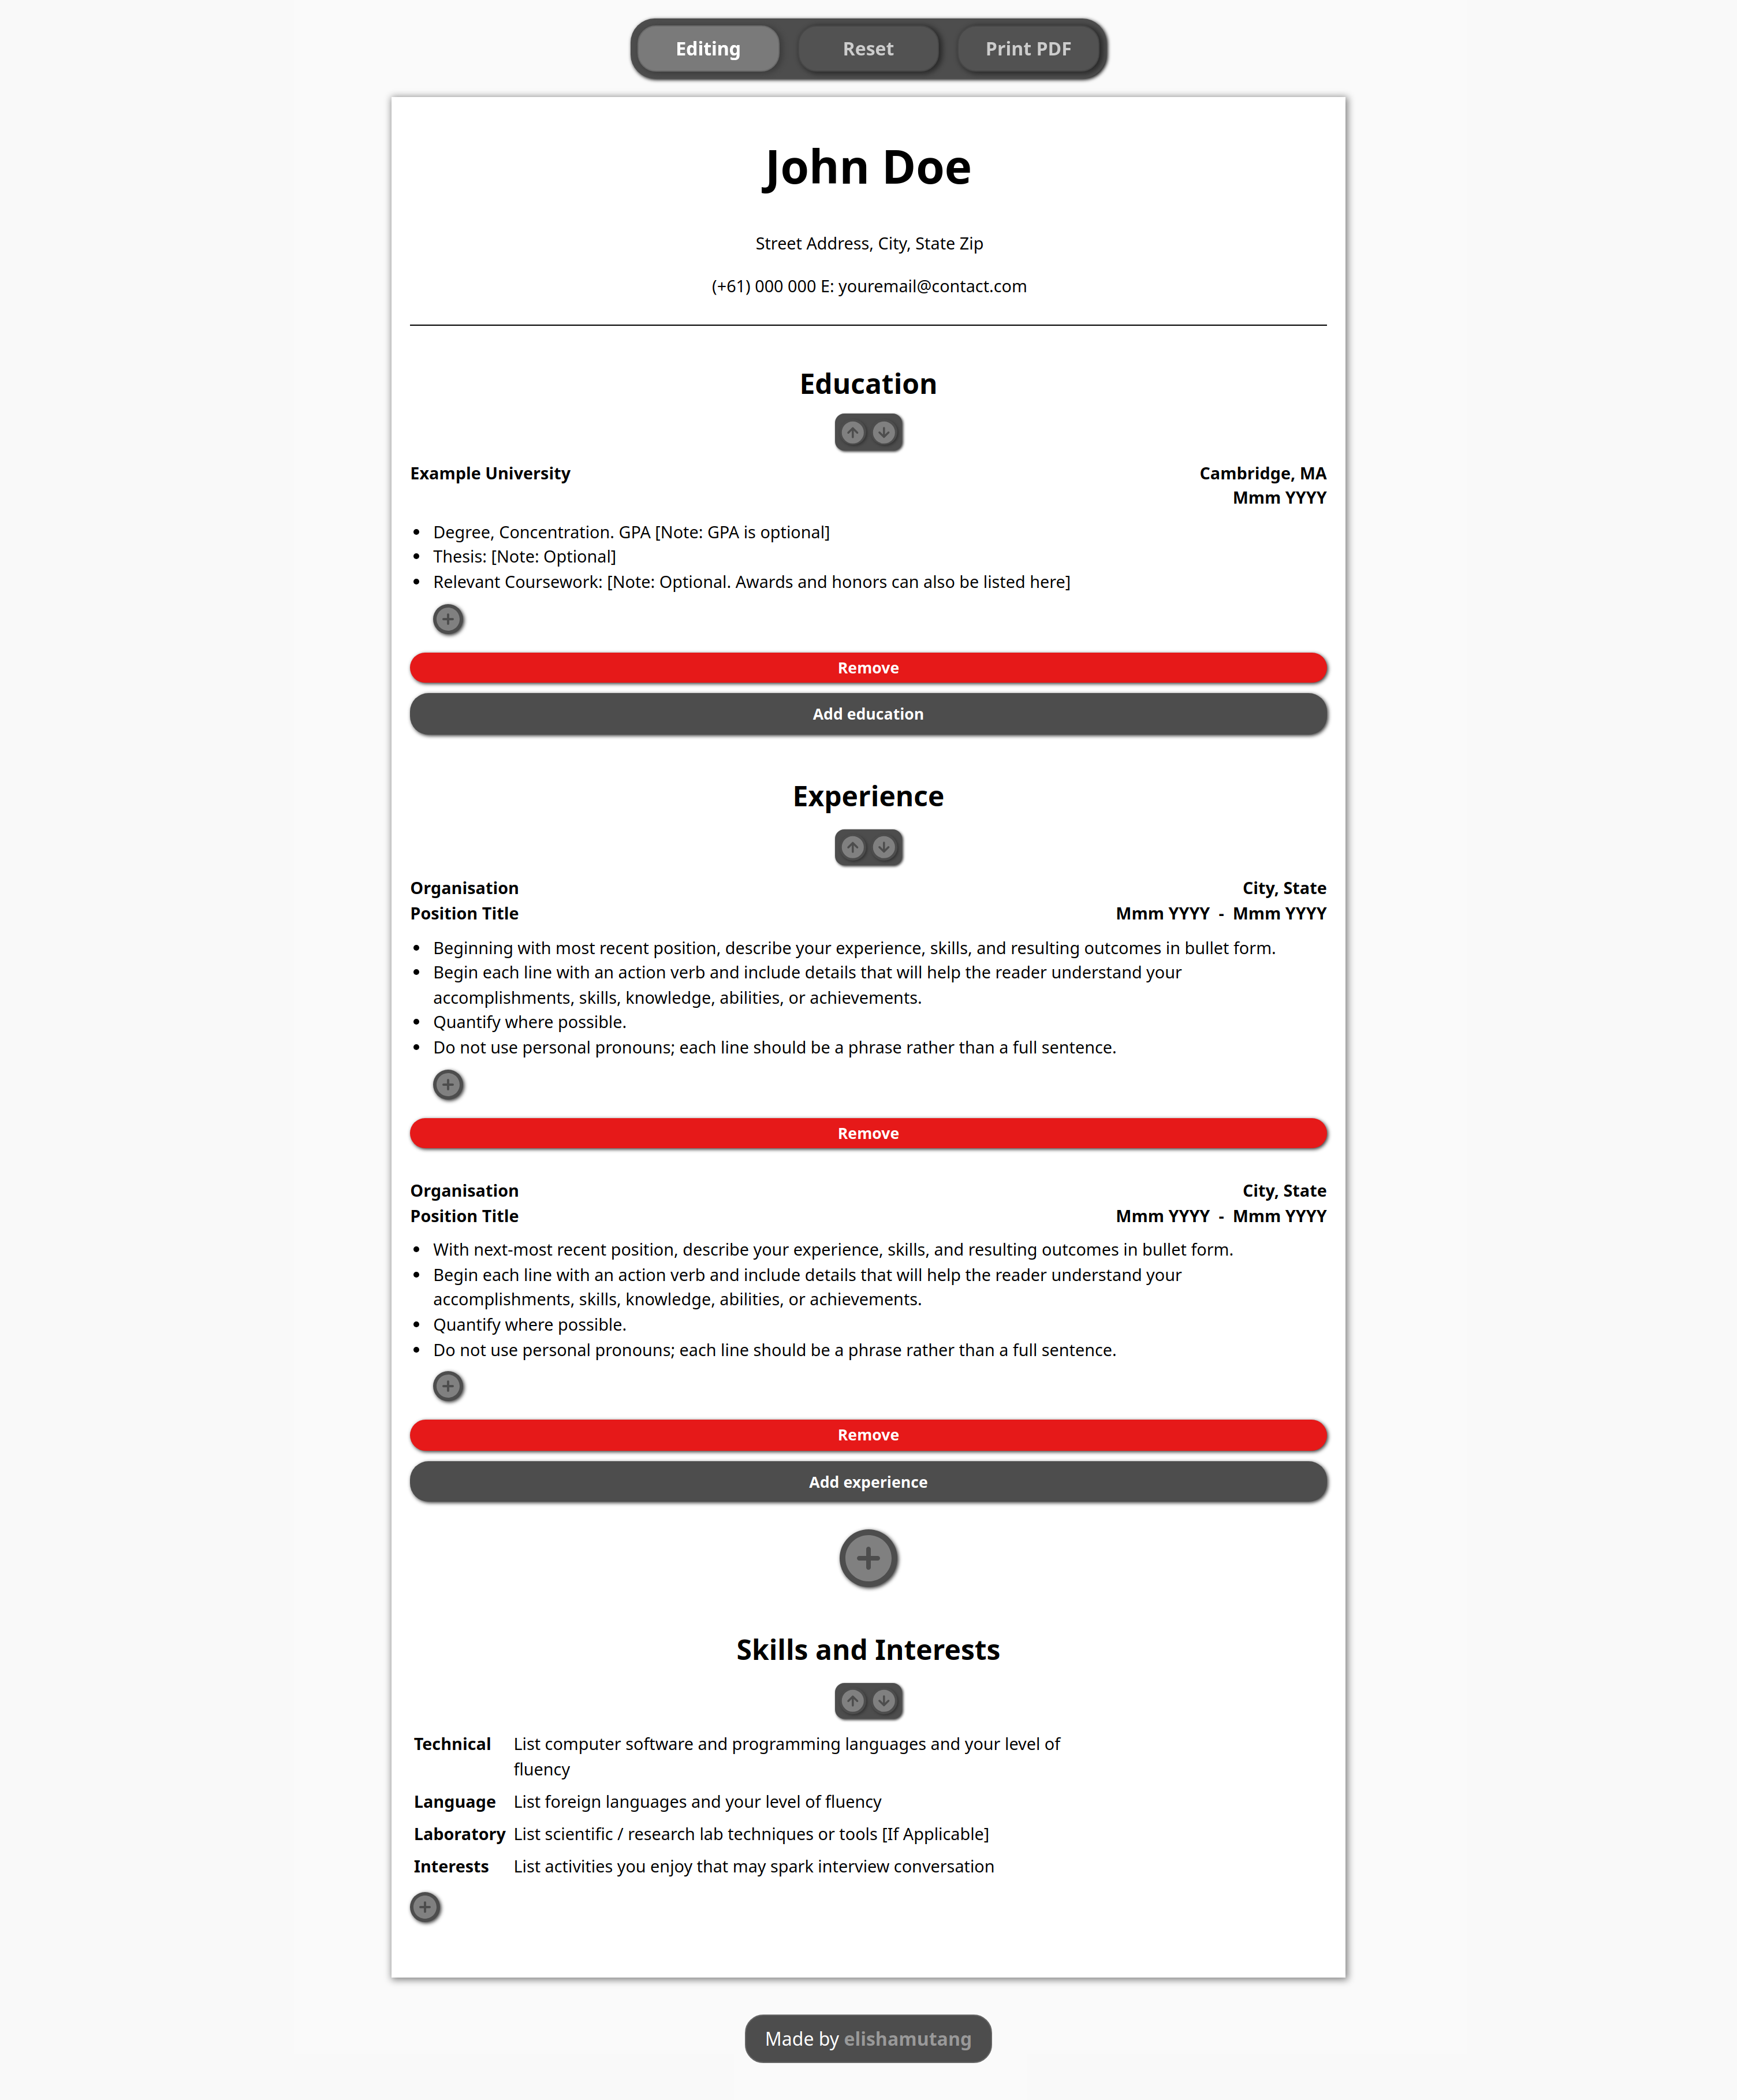 Editing Reset Print PDF
John Doe
Street Address, City, State Zip
(+61) 000 000 E: youremail@contact.com
Education
Example University Cambridge, MA
Mmm YYYY
• Degree, Concentration. GPA [Note: GPA is optional]
• Thesis: [Note: Optional]
• Relevant Coursework: [Note: Optional. Awards and honors can also be listed here]
Remove
Add education
Experience
Organisation City, State
Position Title Mmm YYYY - Mmm YYYY
• Beginning with most recent position, describe your experience, skills, and resulting outcomes in bullet form.
• Begin each line with an action verb and include details that will help the reader understand your
accomplishments, skills, knowledge, abilities, or achievements.
• Quantify where possible.
• Do not use personal pronouns; each line should be a phrase rather than a full sentence.
Remove
Organisation City, State
Position Title Mmm YYYY - Mmm YYYY
• With next-most recent position, describe your experience, skills, and resulting outcomes in bullet form.
• Begin each line with an action verb and include details that will help the reader understand your
accomplishments, skills, knowledge, abilities, or achievements.
• Quantify where possible.
• Do not use personal pronouns; each line should be a phrase rather than a full sentence.
Remove
Add experience
Skills and Interests
Technical List computer software and programming languages and your level of
fluency
Language List foreign languages and your level of fluency
Laboratory List scientific / research lab techniques or tools [If Applicable]
Interests List activities you enjoy that may spark interview conversation
Made by elishamutang